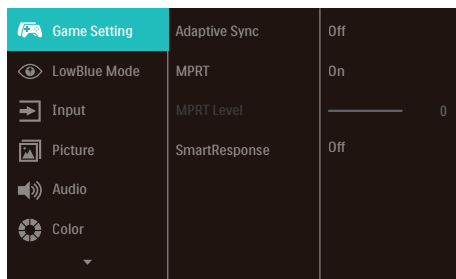 Game Setting Adaptive Sync Off
LowBlue Mode MPRT On
Input MPRT Level 0
Picture SmartResponse Off
Audio
Color